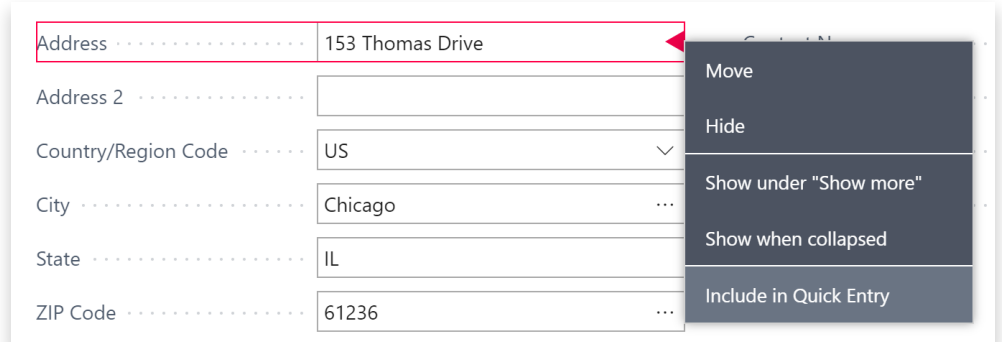 Address 153 Thomas Drive
Move
Address 2
Hide
Country/Region Code US
Show under "Show more"
City Chicago ...
Show when collapsed
State IL
Include in Quick Entry
ZIP Code 61236 ...